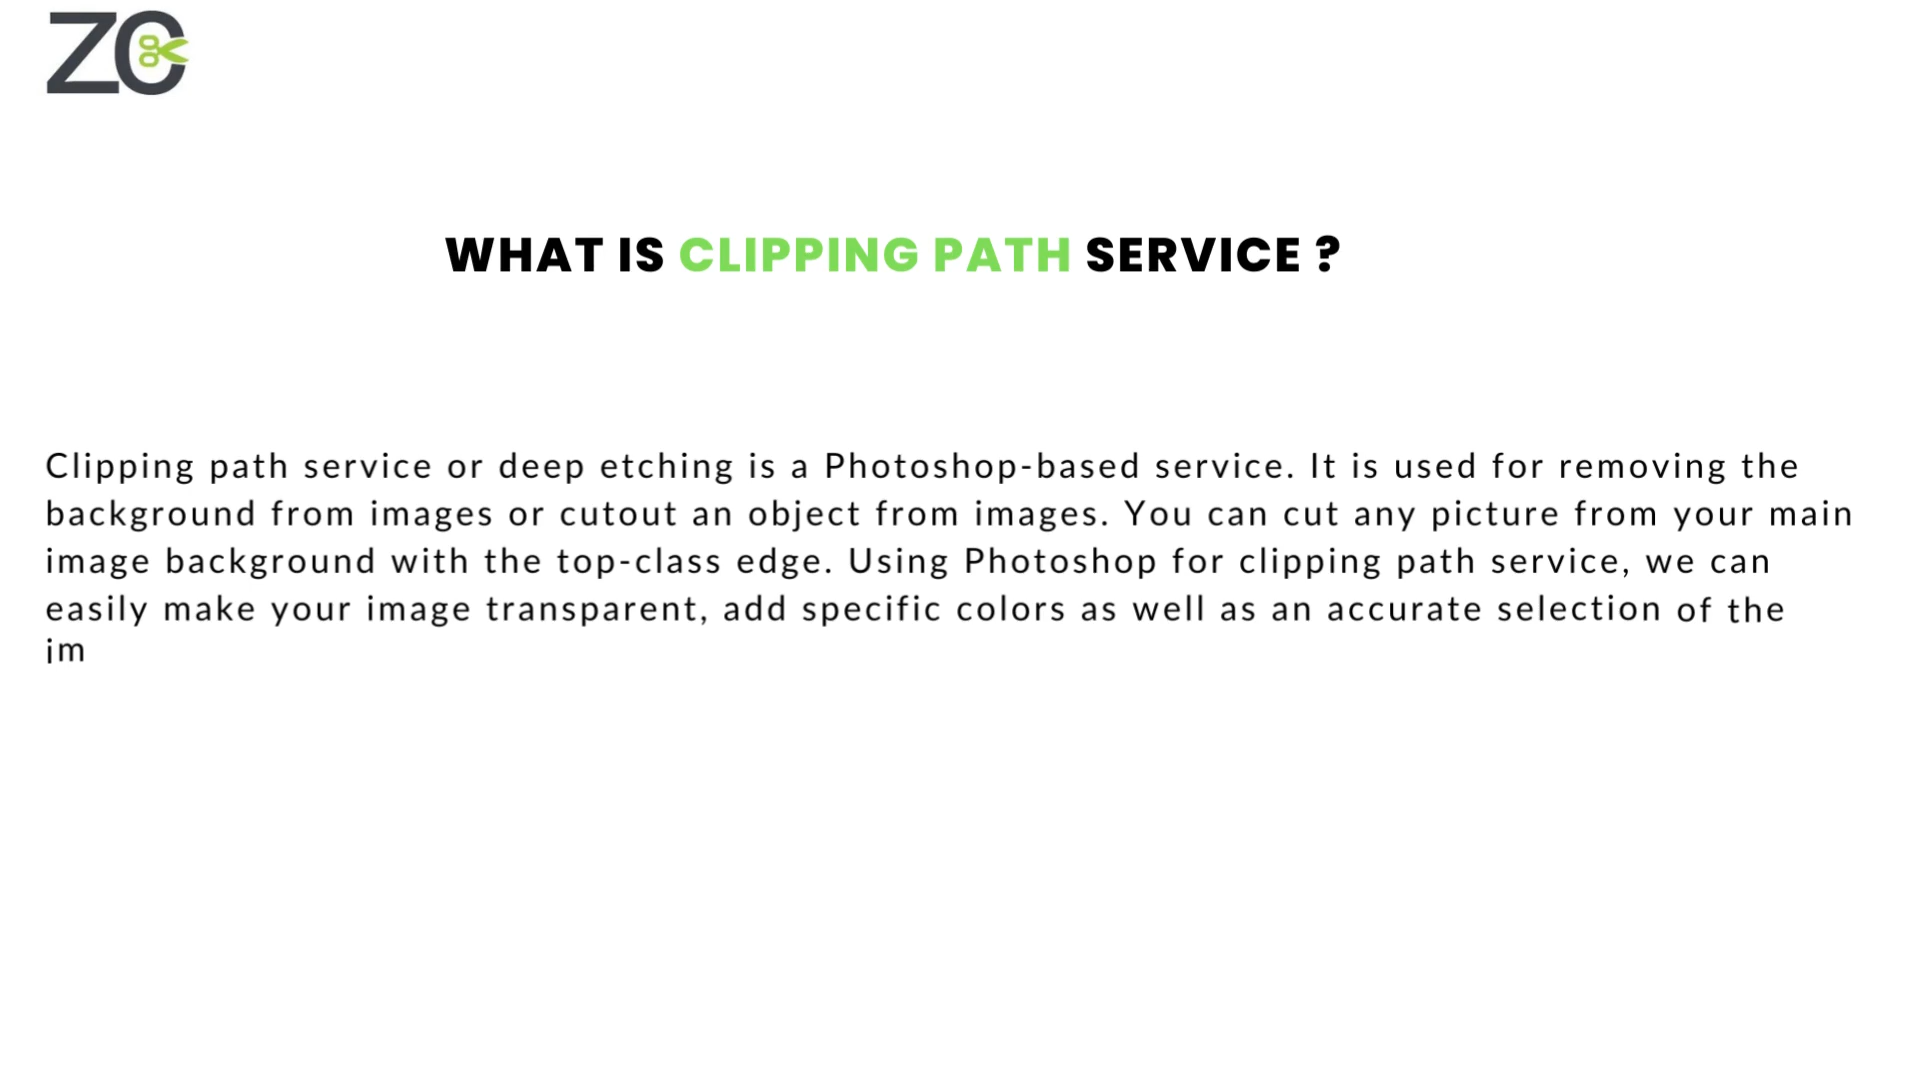 ZC
WHAT IS CLIPPING PATH SERVICE ?
Clipping path service or deep etching is a Photoshop-based service. It is used for removing the
background from images or cutout an object from images. You can cut any picture from your main
image background with the top-class edge. Using Photoshop for clipping path service, we can
easily make your image transparent, add specific colors as well as an accurate selection of the
im